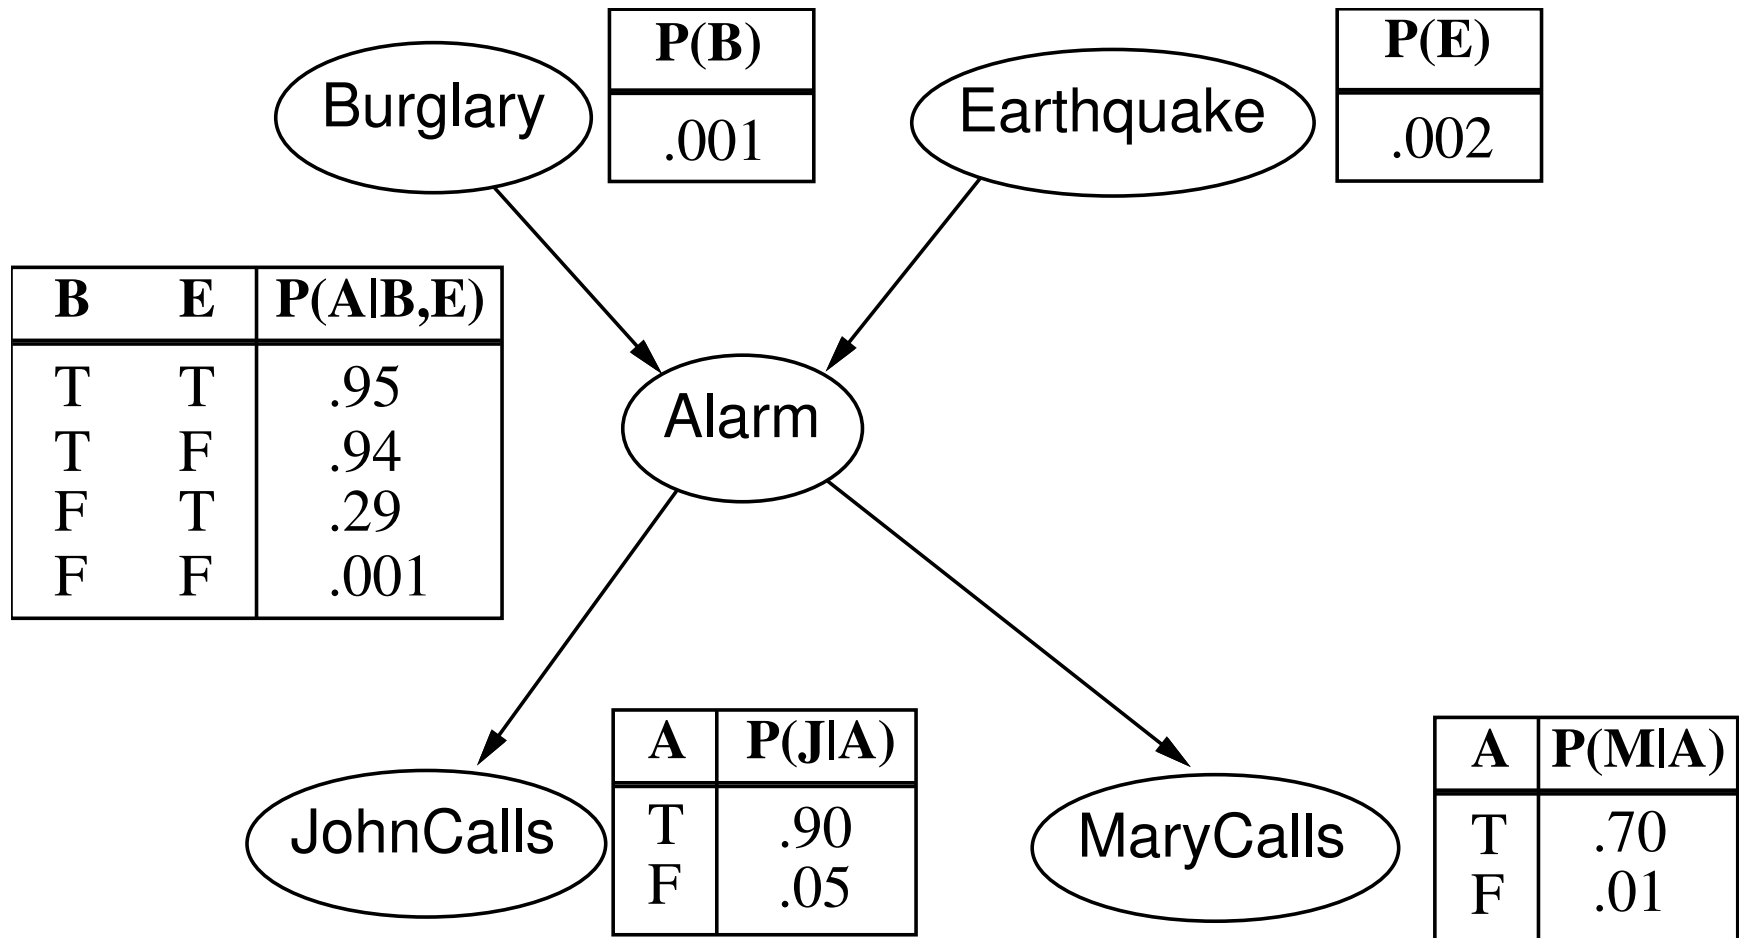 Burglary
P(B)
.001
Earthquake
P(E)
.002
B E P(A|B,E)
T T .95
T F .94
F T .29
F F .001
Alarm
JohnCalls
A P(J|A)
T .90
F .05
MaryCalls
A P(M|A)
T .70
F .01